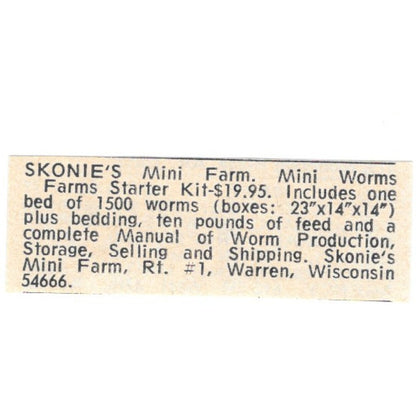 SKONIE'S Mini Farm. Mini Worms
Farms Starter Kit-$19.95. Includes one
bed of 1500 worms (boxes: 23"x14"x14")
plus bedding, ten pounds of feed and a
complete Manual of Worm Production,
Storage, Selling and Shipping. Skonie's
Mini Farm, Rt. #1, Warren, Wisconsin
54666.